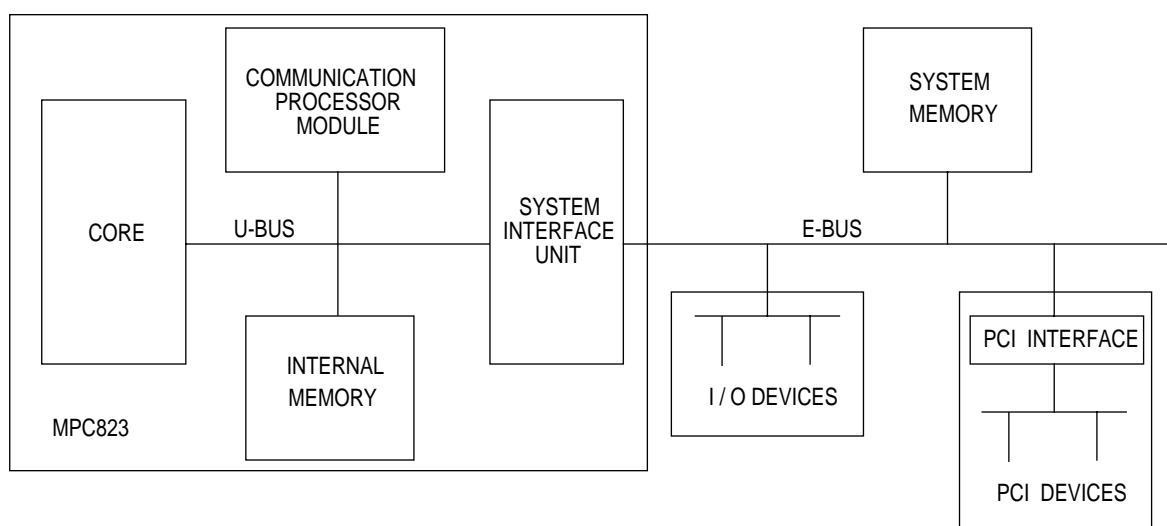 COMMUNICATION
PROCESSOR
MODULE
SYSTEM
MEMORY
CORE
U-BUS
SYSTEM
INTERFACE
UNIT
E-BUS
INTERNAL
MEMORY
MPC823
I / O DEVICES
PCI INTERFACE
PCI DEVICES